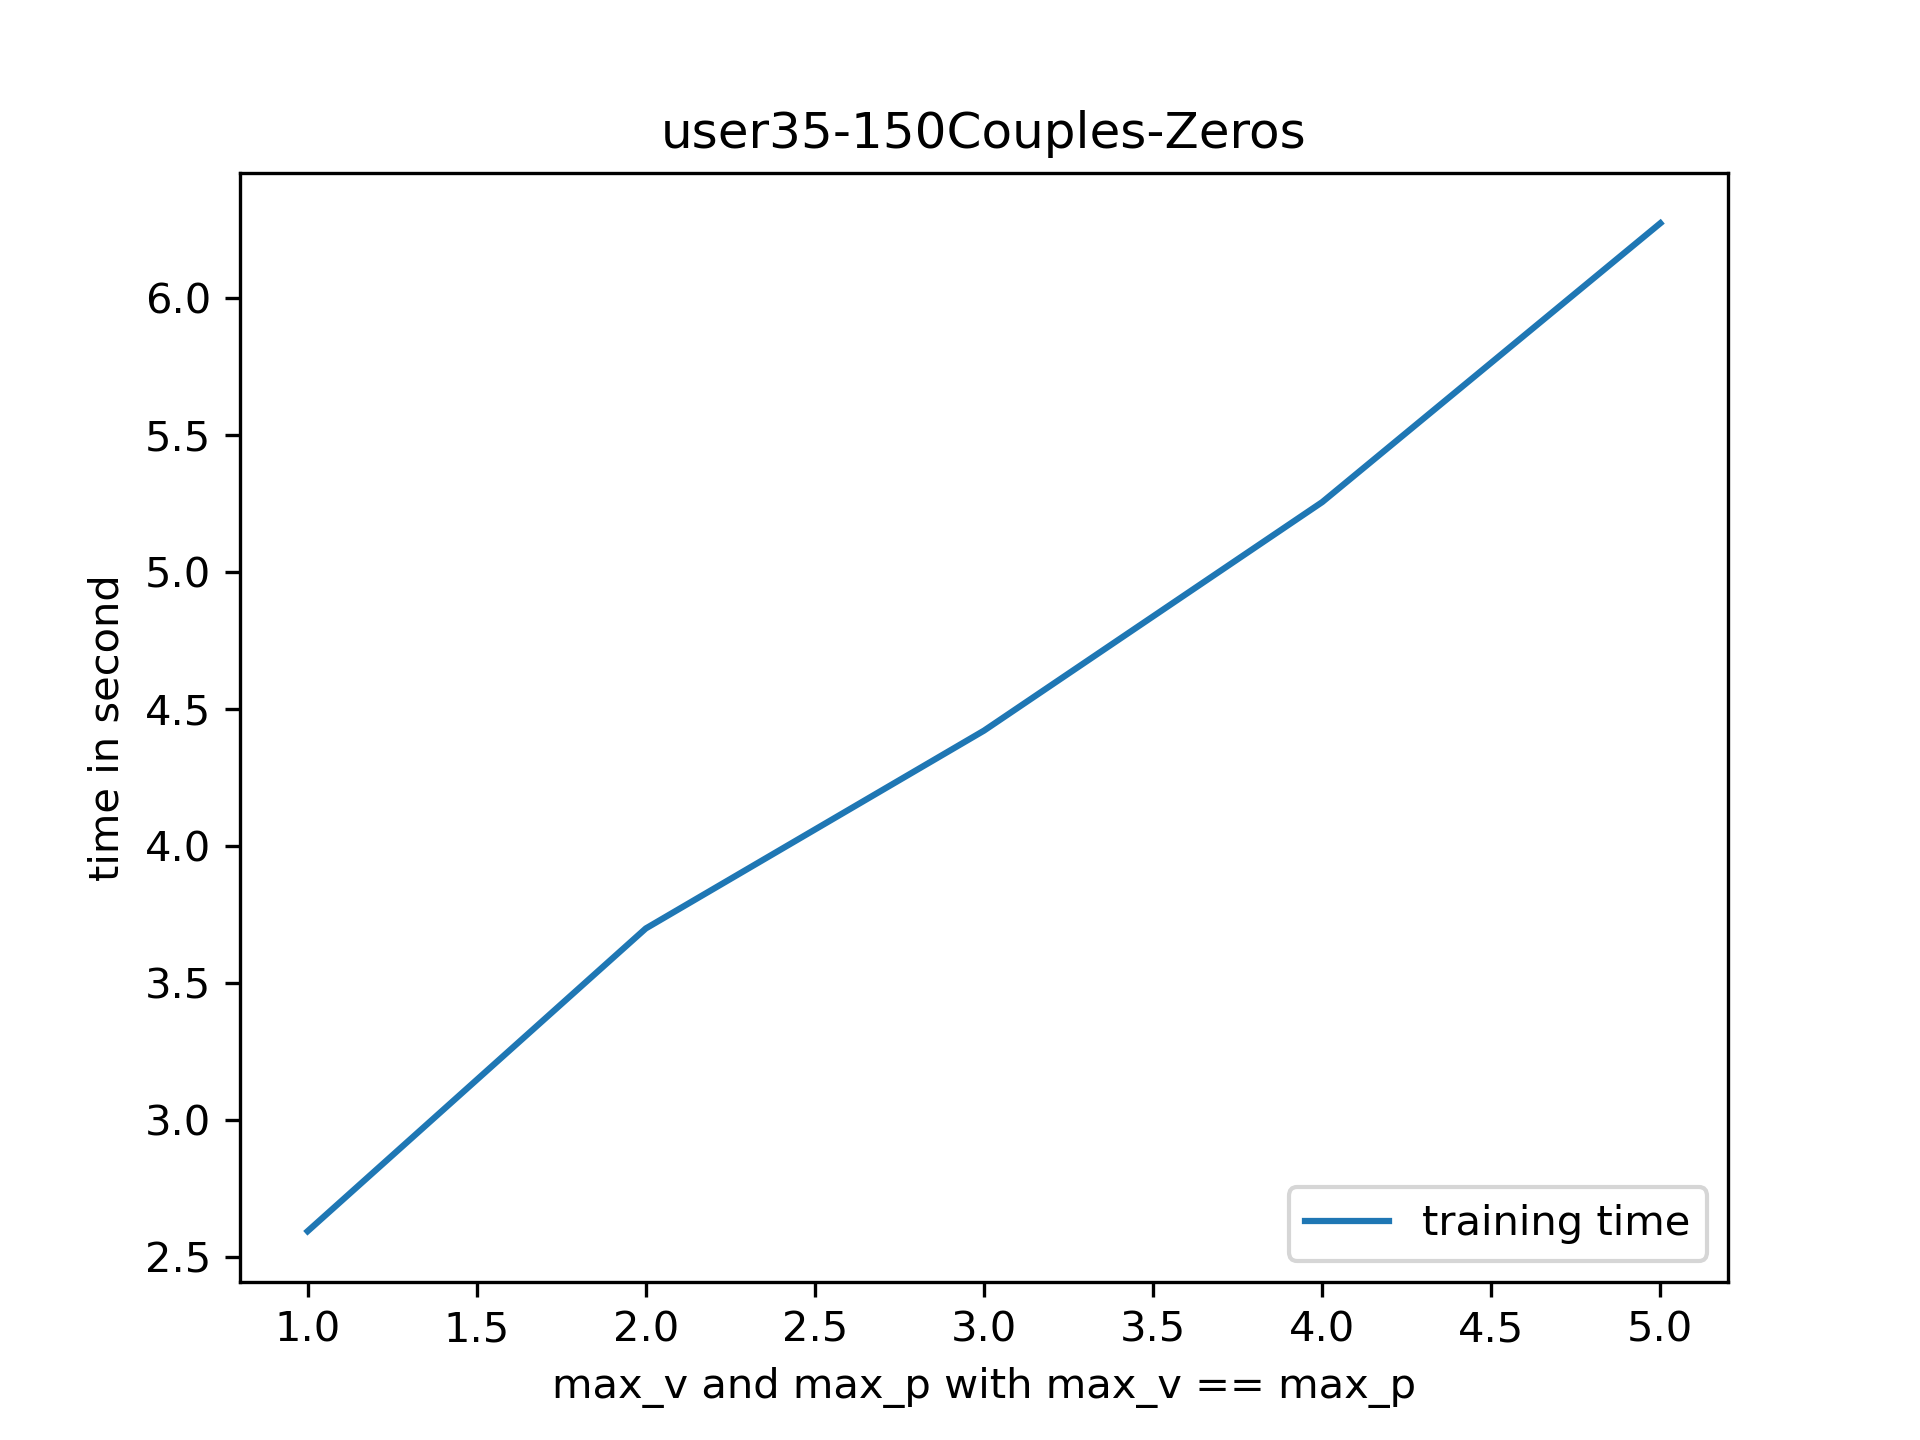 user35-150Couples-Zeros
6.0
5.5
5.0
4.5
4.0
3.5
3.0
2.5
time in second
training time
1.0 1.5 2.0 2.5 3.0 3.5 4.0 4.5 5.0
max_v and max_p with max_v == max_p